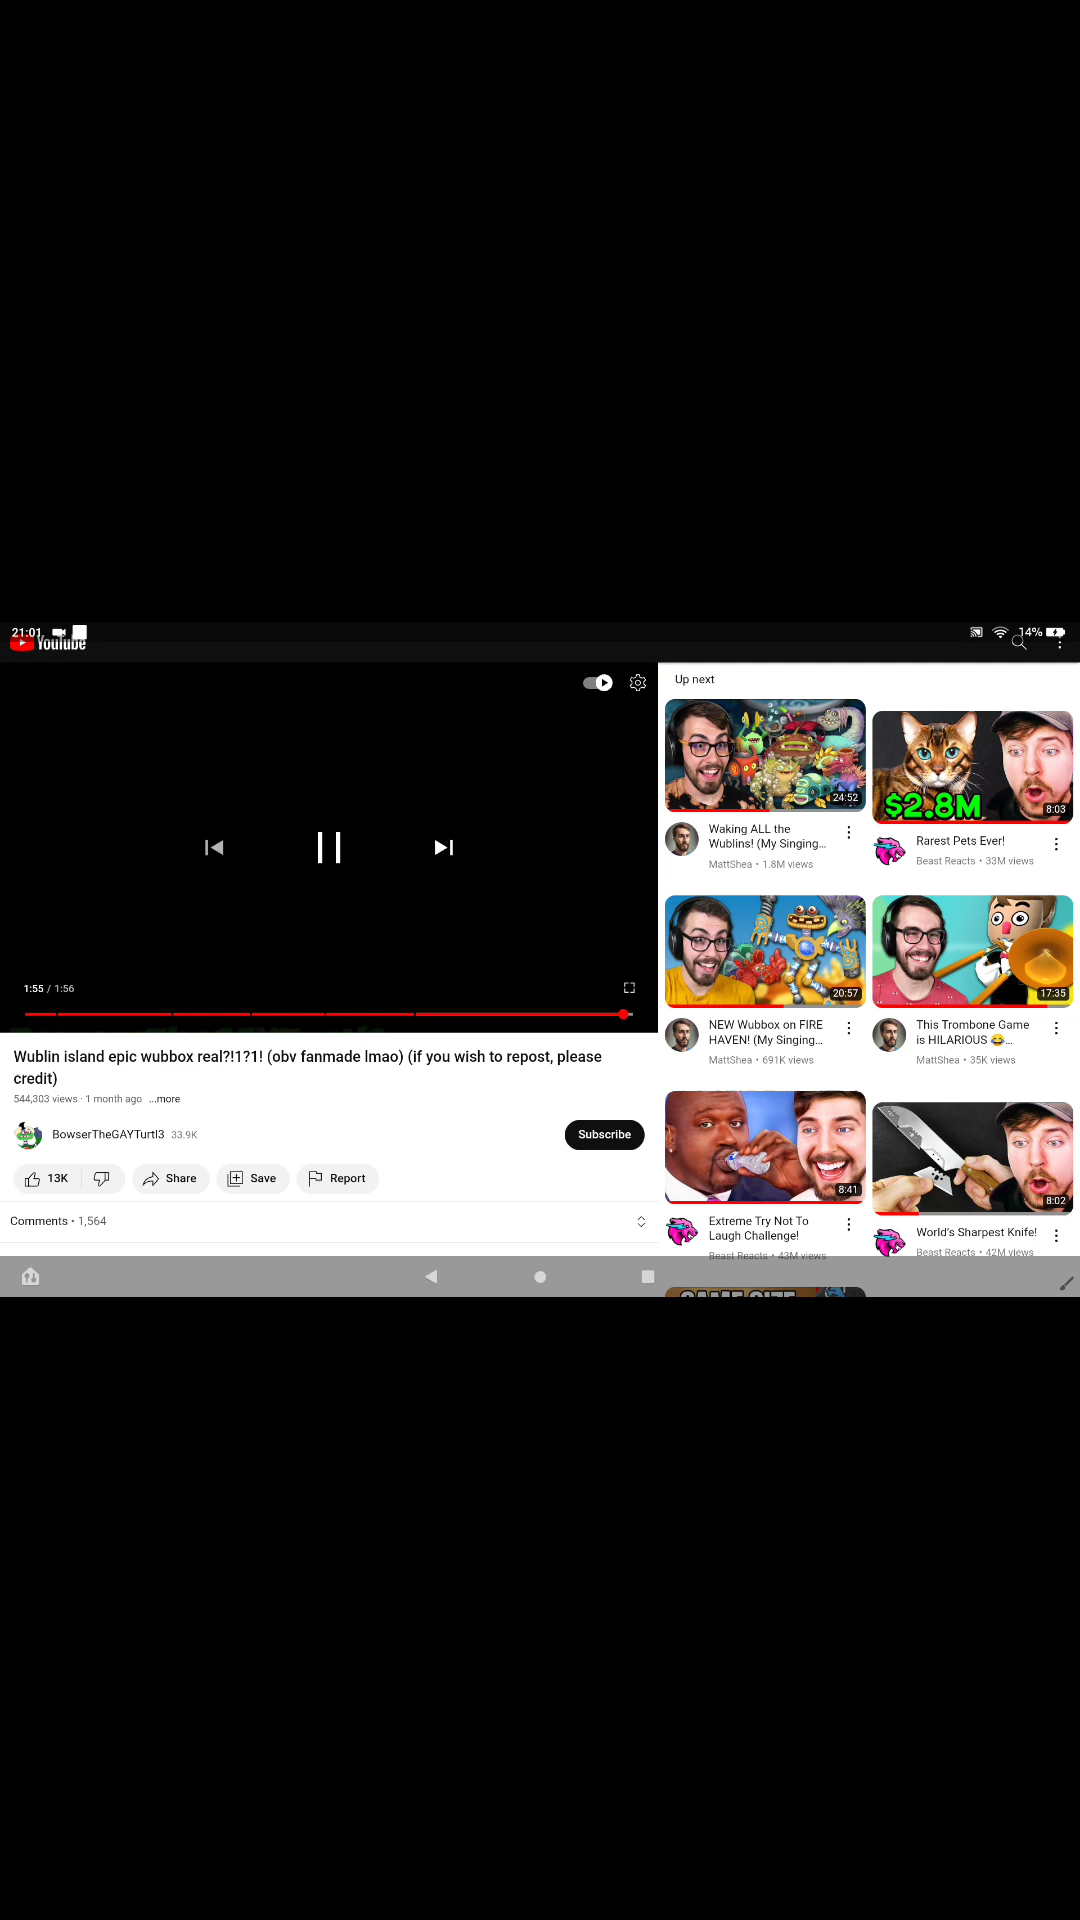 21:01
14%
YouTube
1:55 / 1:56
Wublin island epic wubbox real?!1?1! (obv fanmade lmao) (if you wish to repost, please
credit)
544,303 views · 1 month ago ...more
BowserTheGAYTurtl3 33.9K
Subscribe
13K
Share
Save
Report
Comments • 1,564
Up next
24:52
Waking ALL the
Wublins! (My Singing...
MattShea • 1.8M views
$2.8M
8:03
Rarest Pets Ever!
Beast Reacts • 33M views
20:57
NEW Wubbox on FIRE
HAVEN! (My Singing...
MattShea • 691K views
17:35
This Trombone Game
is HILARIOUS 😂...
MattShea • 35K views
8:41
Extreme Try Not To
Laugh Challenge!
Beast Reacts • 43M views
8:02
World's Sharpest Knife!
Beast Reacts • 42M views
GAME SIZE